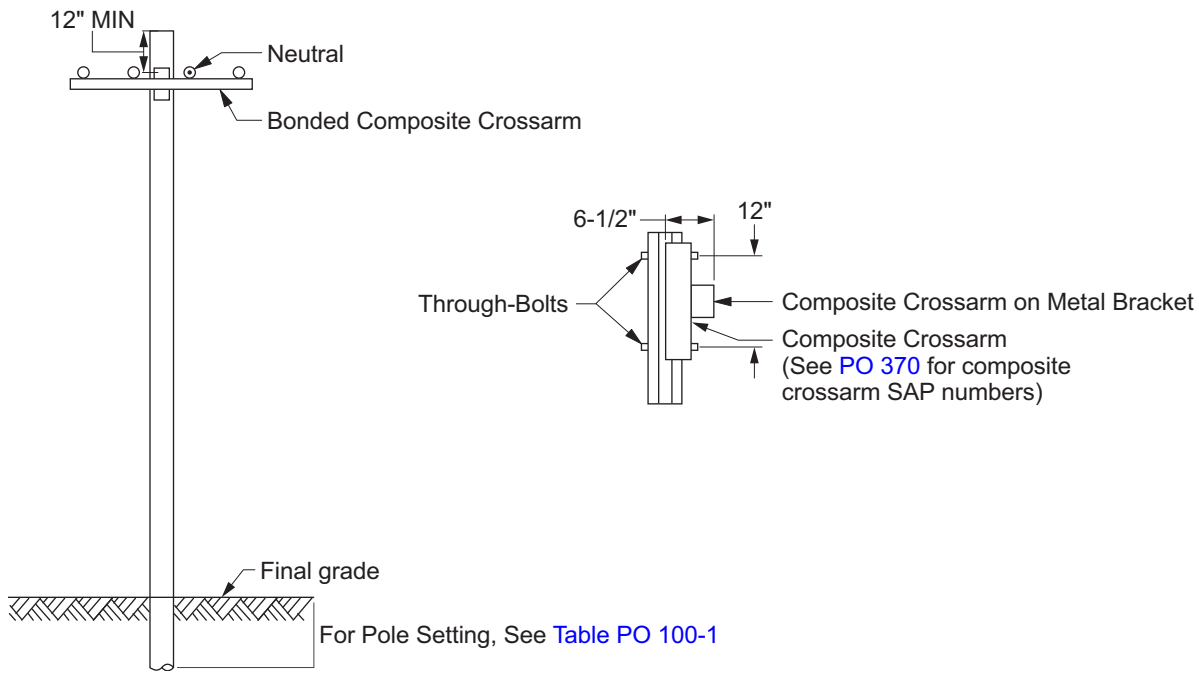 12" MIN
Neutral
Bonded Composite Crossarm
6-1/2"
12"
Through-Bolts
Composite Crossarm on Metal Bracket
Composite Crossarm
(See PO 370 for composite
crossarm SAP numbers)
Final grade
For Pole Setting, See Table PO 100-1